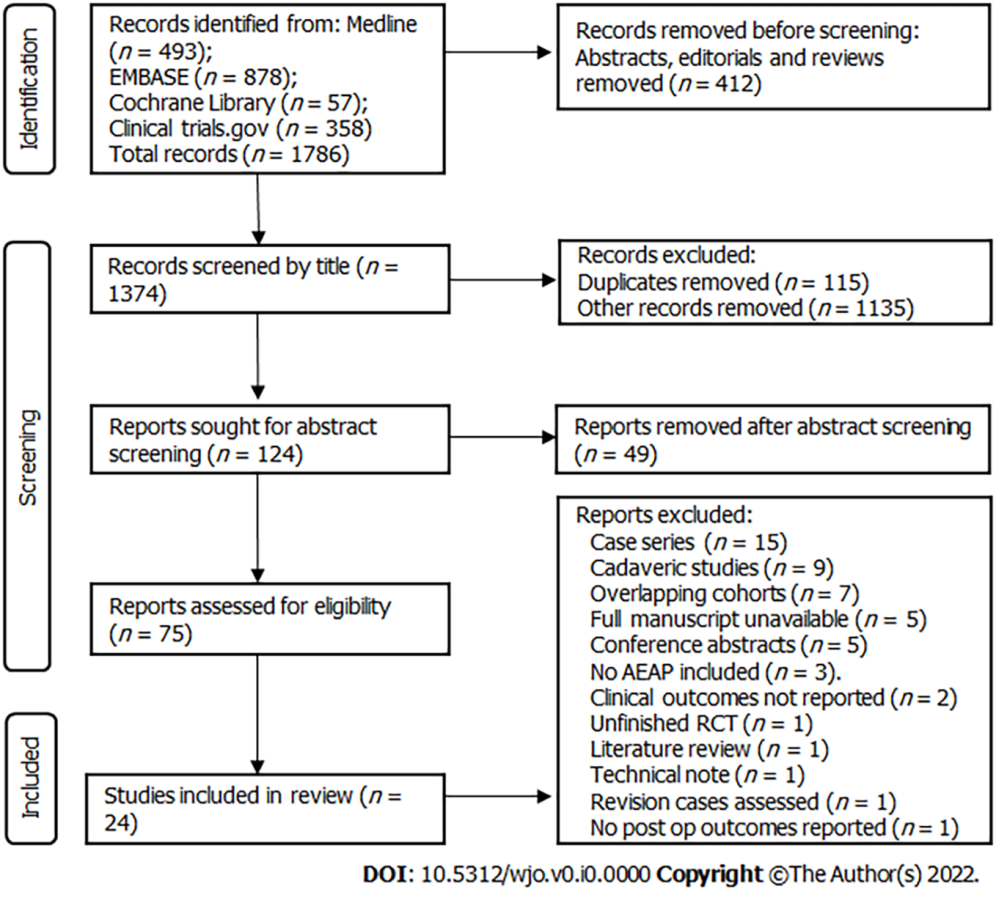 Identification
Records identified from: Medline
(n = 493);
EMBASE (n = 878);
Cochrane Library (n = 57);
Clinical trials.gov (n = 358)
Total records (n = 1786)
Records removed before screening:
Abstracts, editorials and reviews
removed (n = 412)
Screening
Records screened by title (n =
1374)
Records excluded:
Duplicates removed (n = 115)
Other records removed (n = 1135)
Reports sought for abstract
screening (n = 124)
Reports removed after abstract screening
(n = 49)
Reports assessed for eligibility
(n = 75)
Reports excluded:
Case series (n = 15)
Cadaveric studies (n = 9)
Overlapping cohorts (n = 7)
Full manuscript unavailable (n = 5)
Conference abstracts (n = 5)
No AEAP included (n = 3).
Clinical outcomes not reported (n = 2)
Unfinished RCT (n = 1)
Literature review (n = 1)
Technical note (n = 1)
Revision cases assessed (n = 1)
No post op outcomes reported (n = 1)
Included
Studies included in review (n =
24)
DOI: 10.5312/wjo.v0.i0.0000 Copyright ©The Author(s) 2022.